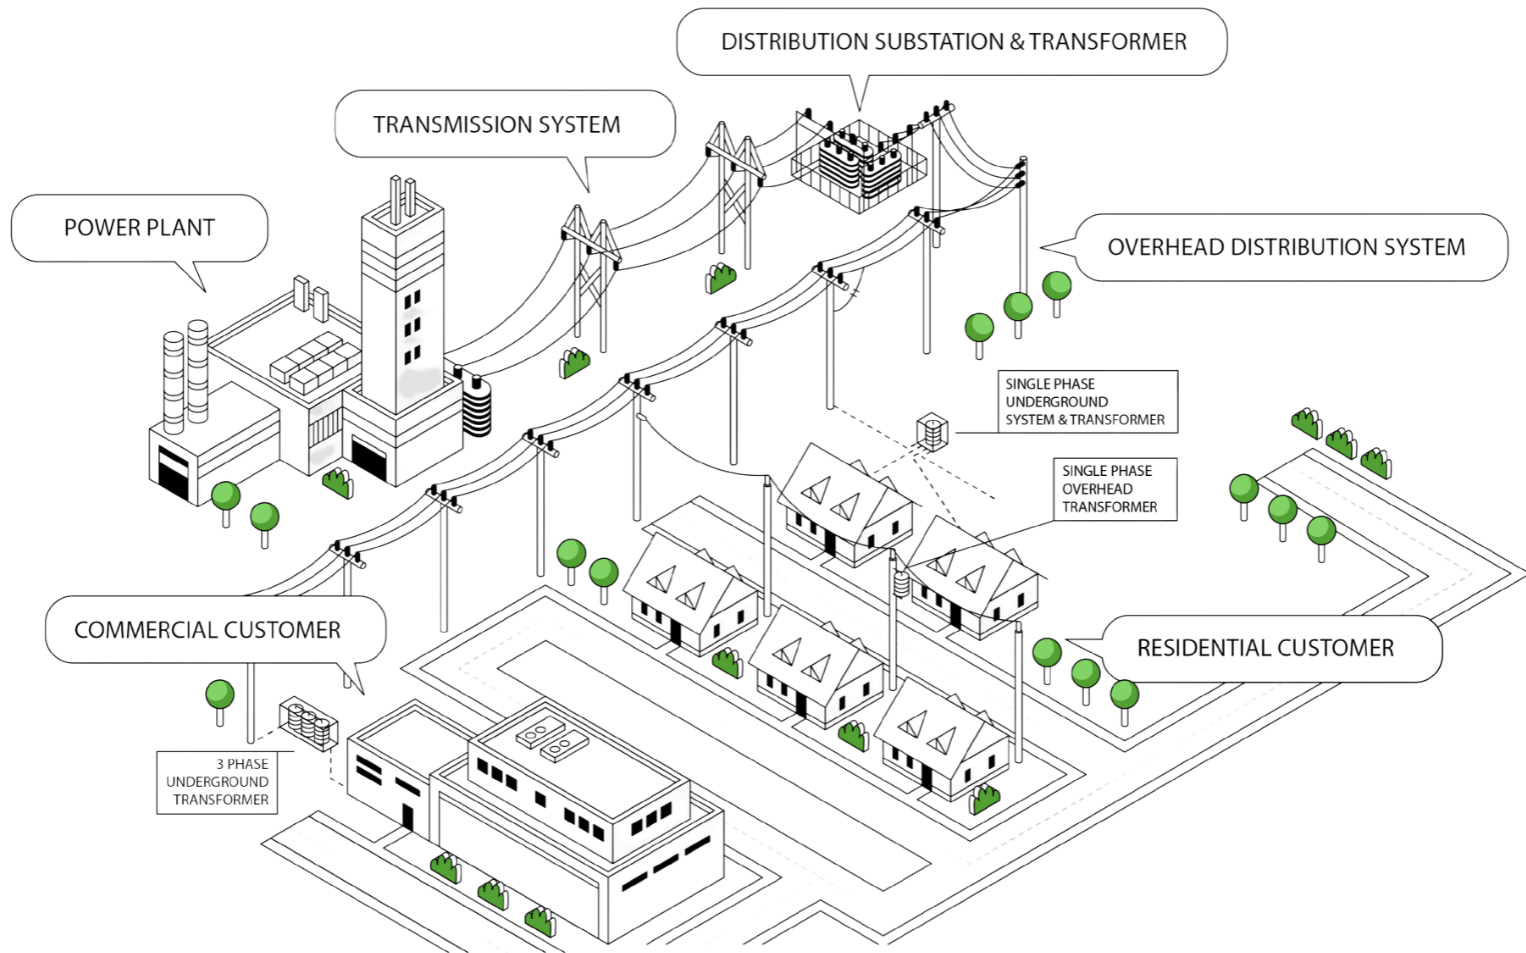 DISTRIBUTION SUBSTATION & TRANSFORMER
TRANSMISSION SYSTEM
POWER PLANT
OVERHEAD DISTRIBUTION SYSTEM
SINGLE PHASE
UNDERGROUND
SYSTEM & TRANSFORMER
SINGLE PHASE
OVERHEAD
TRANSFORMER
COMMERCIAL CUSTOMER
RESIDENTIAL CUSTOMER
3 PHASE
UNDERGROUND
TRANSFORMER